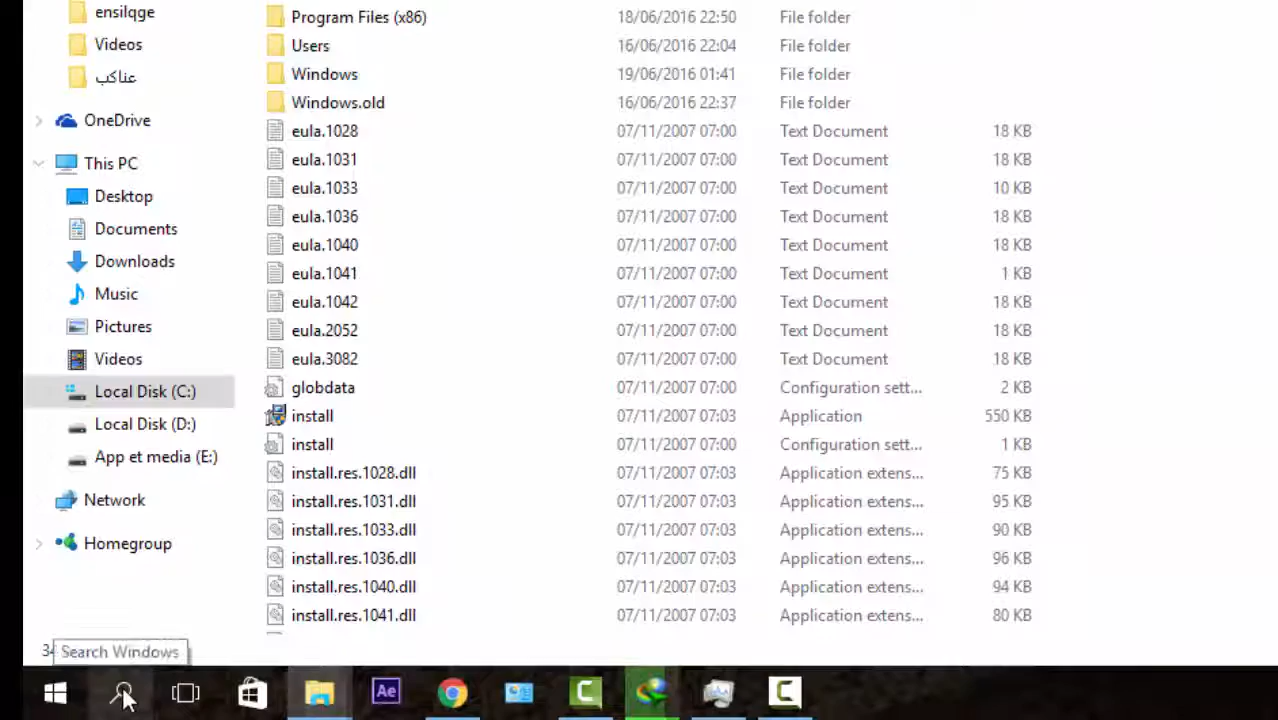 ensilqge
Videos
عناكب
OneDrive
This PC
Desktop
Documents
Downloads
Music
Pictures
Videos
Local Disk (C:)
Local Disk (D:)
App et media (E:)
Network
Homegroup
Program Files (x86) 18/06/2016 22:50 File folder
Users 16/06/2016 22:04 File folder
Windows 19/06/2016 01:41 File folder
Windows.old 16/06/2016 22:37 File folder
eula.1028 07/11/2007 07:00 Text Document 18 KB
eula.1031 07/11/2007 07:00 Text Document 18 KB
eula.1033 07/11/2007 07:00 Text Document 10 KB
eula.1036 07/11/2007 07:00 Text Document 18 KB
eula.1040 07/11/2007 07:00 Text Document 18 KB
eula.1041 07/11/2007 07:00 Text Document 1 KB
eula.1042 07/11/2007 07:00 Text Document 18 KB
eula.2052 07/11/2007 07:00 Text Document 18 KB
eula.3082 07/11/2007 07:00 Text Document 18 KB
globdata 07/11/2007 07:00 Configuration sett... 2 KB
install 07/11/2007 07:03 Application 550 KB
install 07/11/2007 07:00 Configuration sett... 1 KB
install.res.1028.dll 07/11/2007 07:03 Application extens... 75 KB
install.res.1031.dll 07/11/2007 07:03 Application extens... 95 KB
install.res.1033.dll 07/11/2007 07:03 Application extens... 90 KB
install.res.1036.dll 07/11/2007 07:03 Application extens... 96 KB
install.res.1040.dll 07/11/2007 07:03 Application extens... 94 KB
install.res.1041.dll 07/11/2007 07:03 Application extens... 80 KB
34
Search Windows
Ae